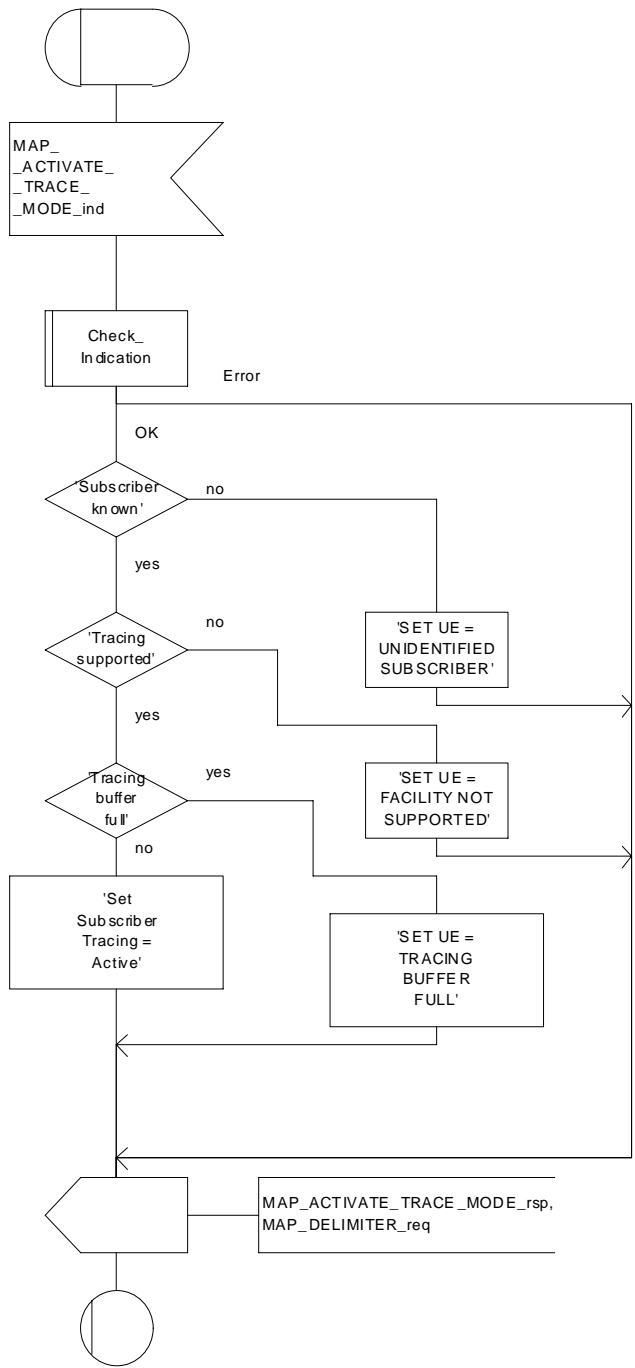 MAP_
_ACTIVATE_
_TRACE_
_MODE_ind
Check_
Indication
Error
OK
'Subscriber
known'
no
yes
'SET UE =
UNIDENTIFIED
SUBSCRIBER'
'Tracing
supported'
no
yes
'SET UE =
FACILITY NOT
SUPPORTED'
'Tracing
buffer
full'
yes
no
'Set
Subscriber
Tracing =
Active'
'SET UE =
TRACING
BUFFER
FULL'
MAP_ACTIVATE_TRACE_MODE_rsp,
MAP_DELIMITER_req